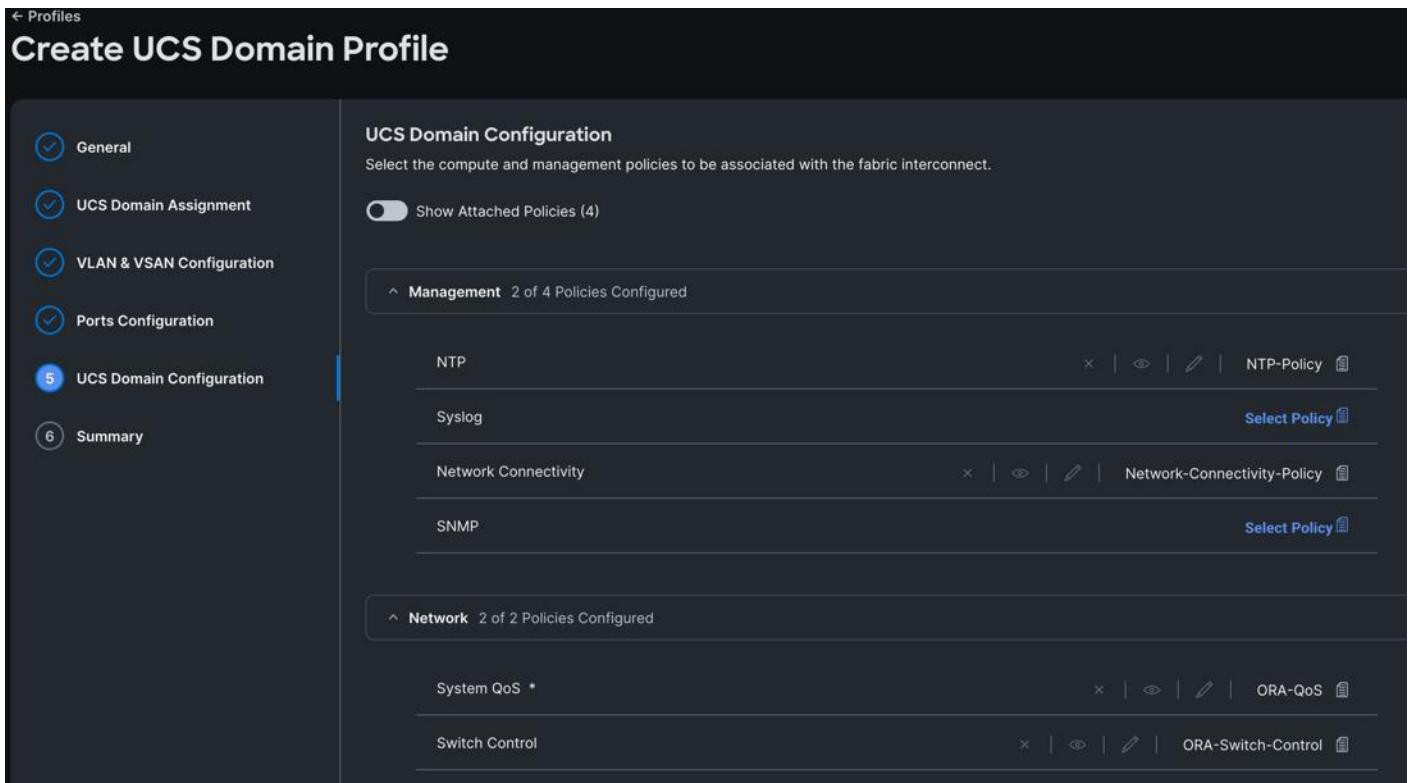 ← Profiles
Create UCS Domain Profile
General
UCS Domain Assignment
VLAN & VSAN Configuration
Ports Configuration
5 UCS Domain Configuration
6 Summary
UCS Domain Configuration
Select the compute and management policies to be associated with the fabric interconnect.
Show Attached Policies (4)
Management 2 of 4 Policies Configured
NTP NTP-Policy
Syslog Select Policy
Network Connectivity Network-Connectivity-Policy
SNMP Select Policy
Network 2 of 2 Policies Configured
System QoS * ORA-QoS
Switch Control ORA-Switch-Control